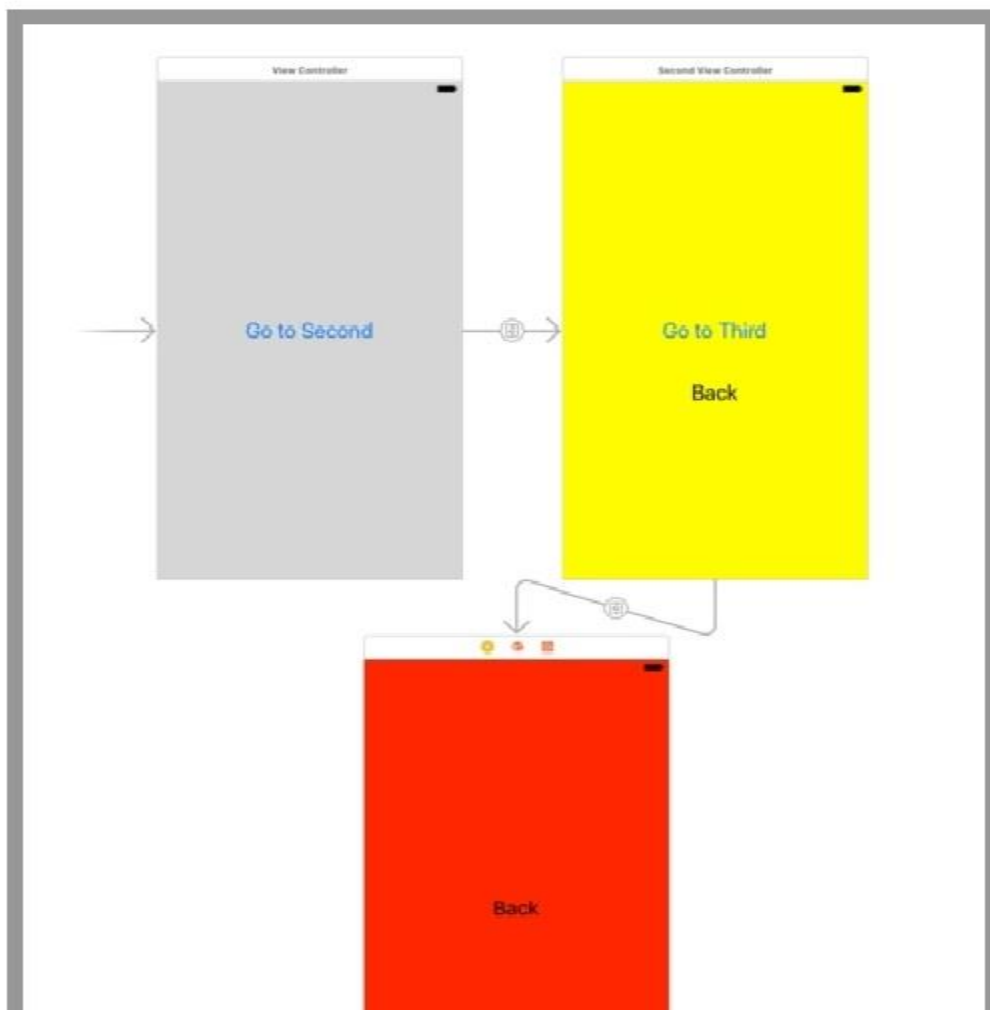 View Controller
Second View Controller
Go to Second
Go to Third
Back
Back